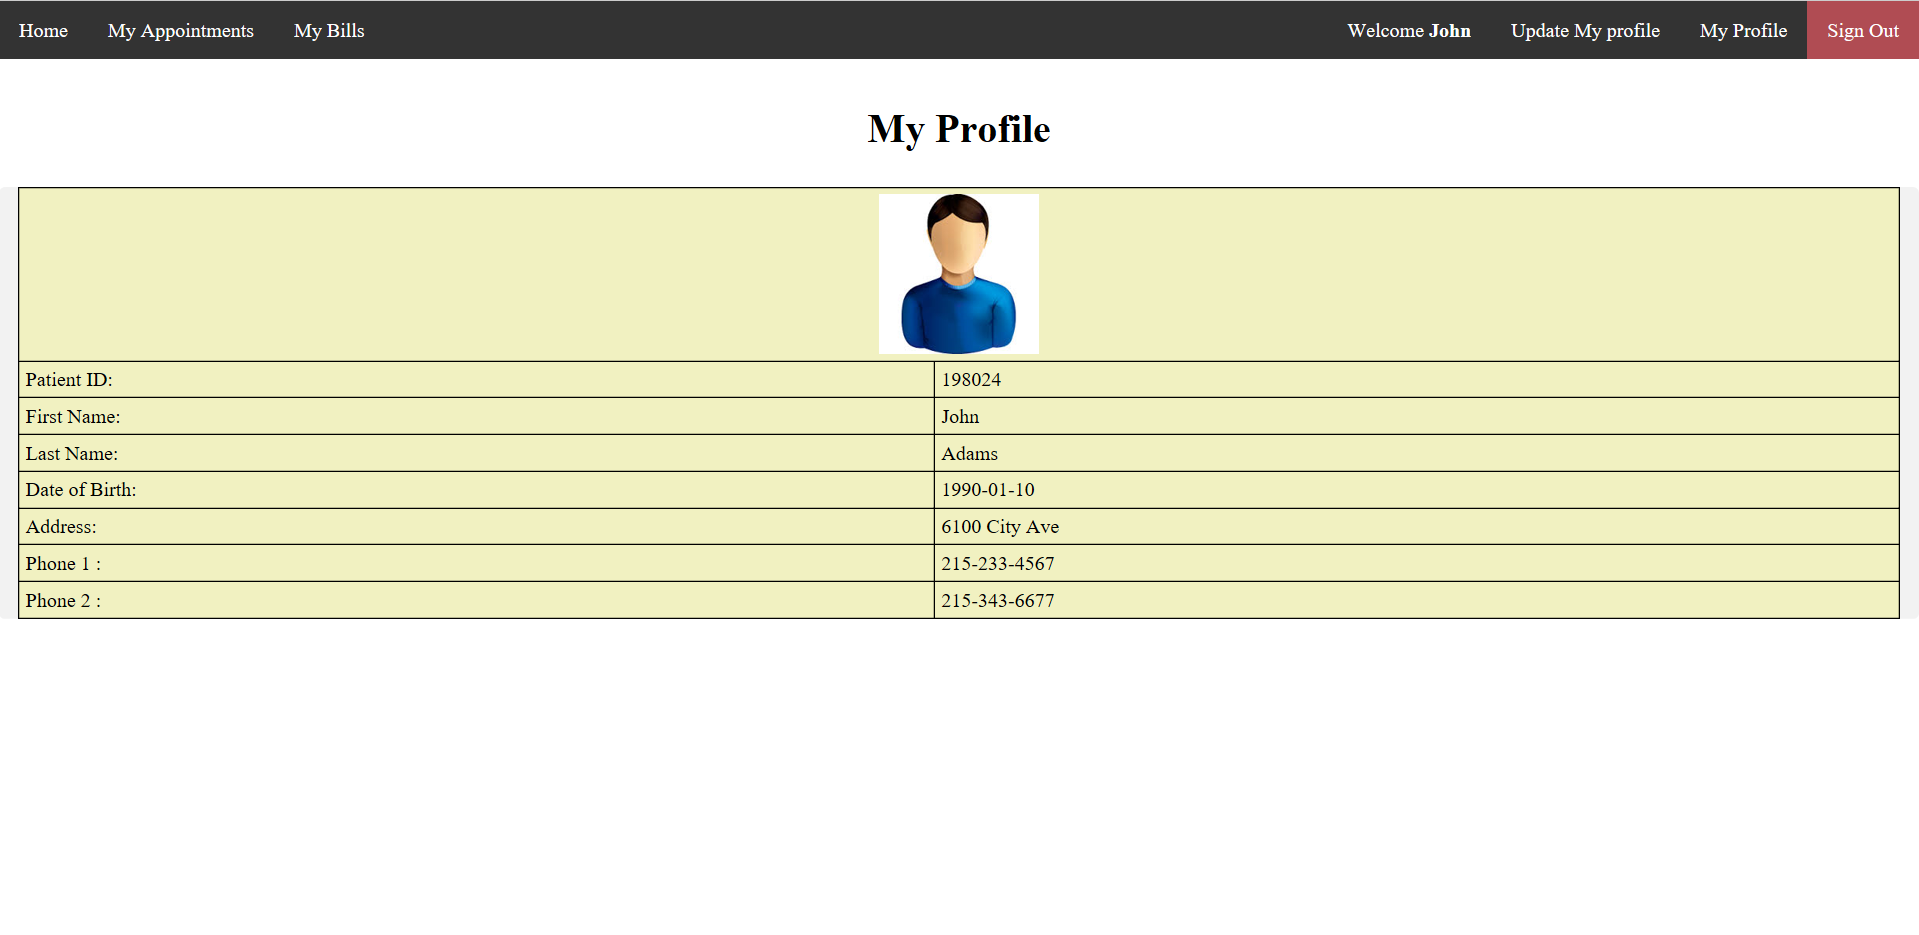 Home My Appointments My Bills Welcome John Update My profile My Profile Sign Out
My Profile
Patient ID: 198024
First Name: John
Last Name: Adams
Date of Birth: 1990-01-10
Address: 6100 City Ave
Phone 1 : 215-233-4567
Phone 2 : 215-343-6677